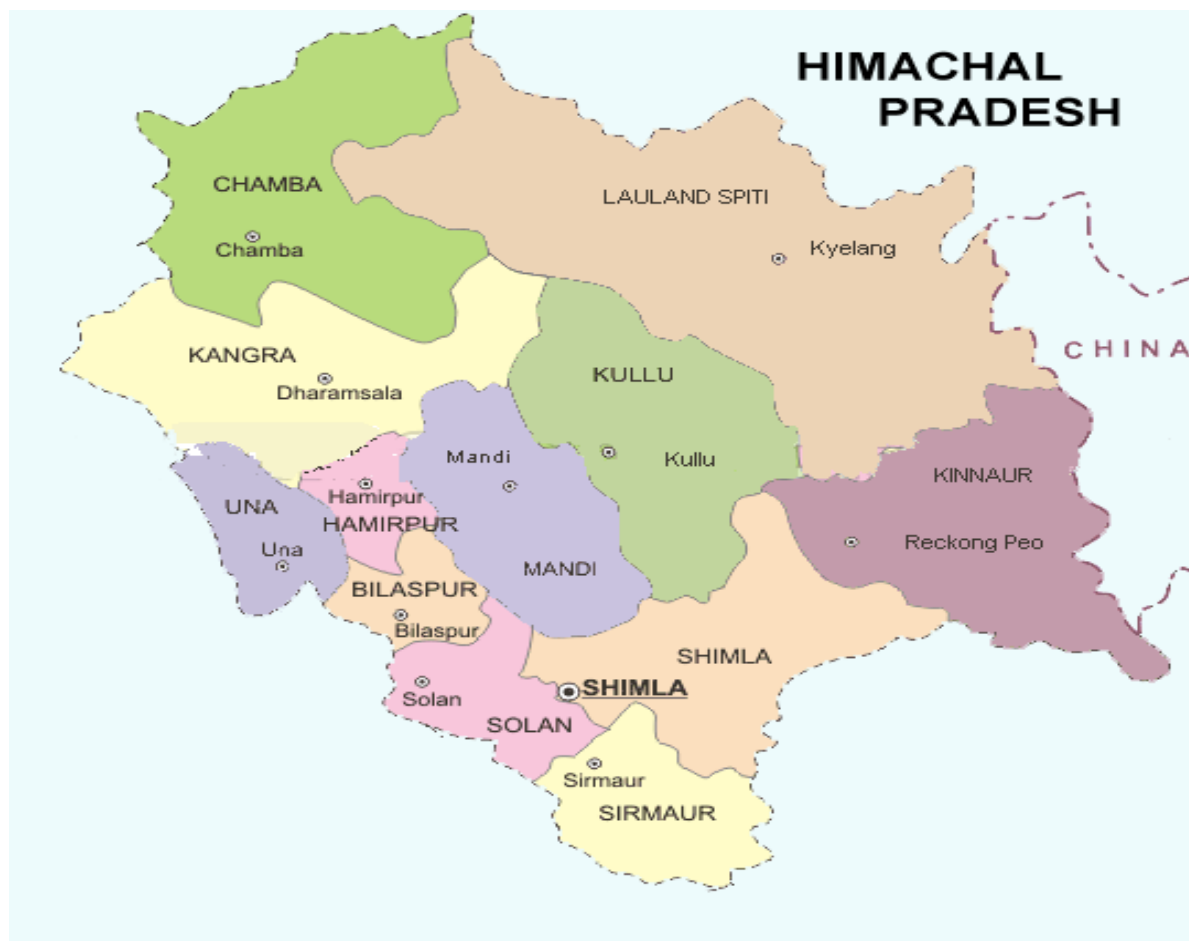 HIMACHAL
PRADESH
CHAMBA
LAULAND SPITI
Chamba
Kyelang
CHINA
KANGRA
Dharamsala
KULLU
Mandi
Kullu
KINNAUR
Hamirpur
UNA
HAMIRPUR
Una
Reckong Peo
MANDI
BILASPUR
Bilaspur
SHIMLA
SHIMLA
Solan
SOLAN
Sirmaur
SIRMAUR